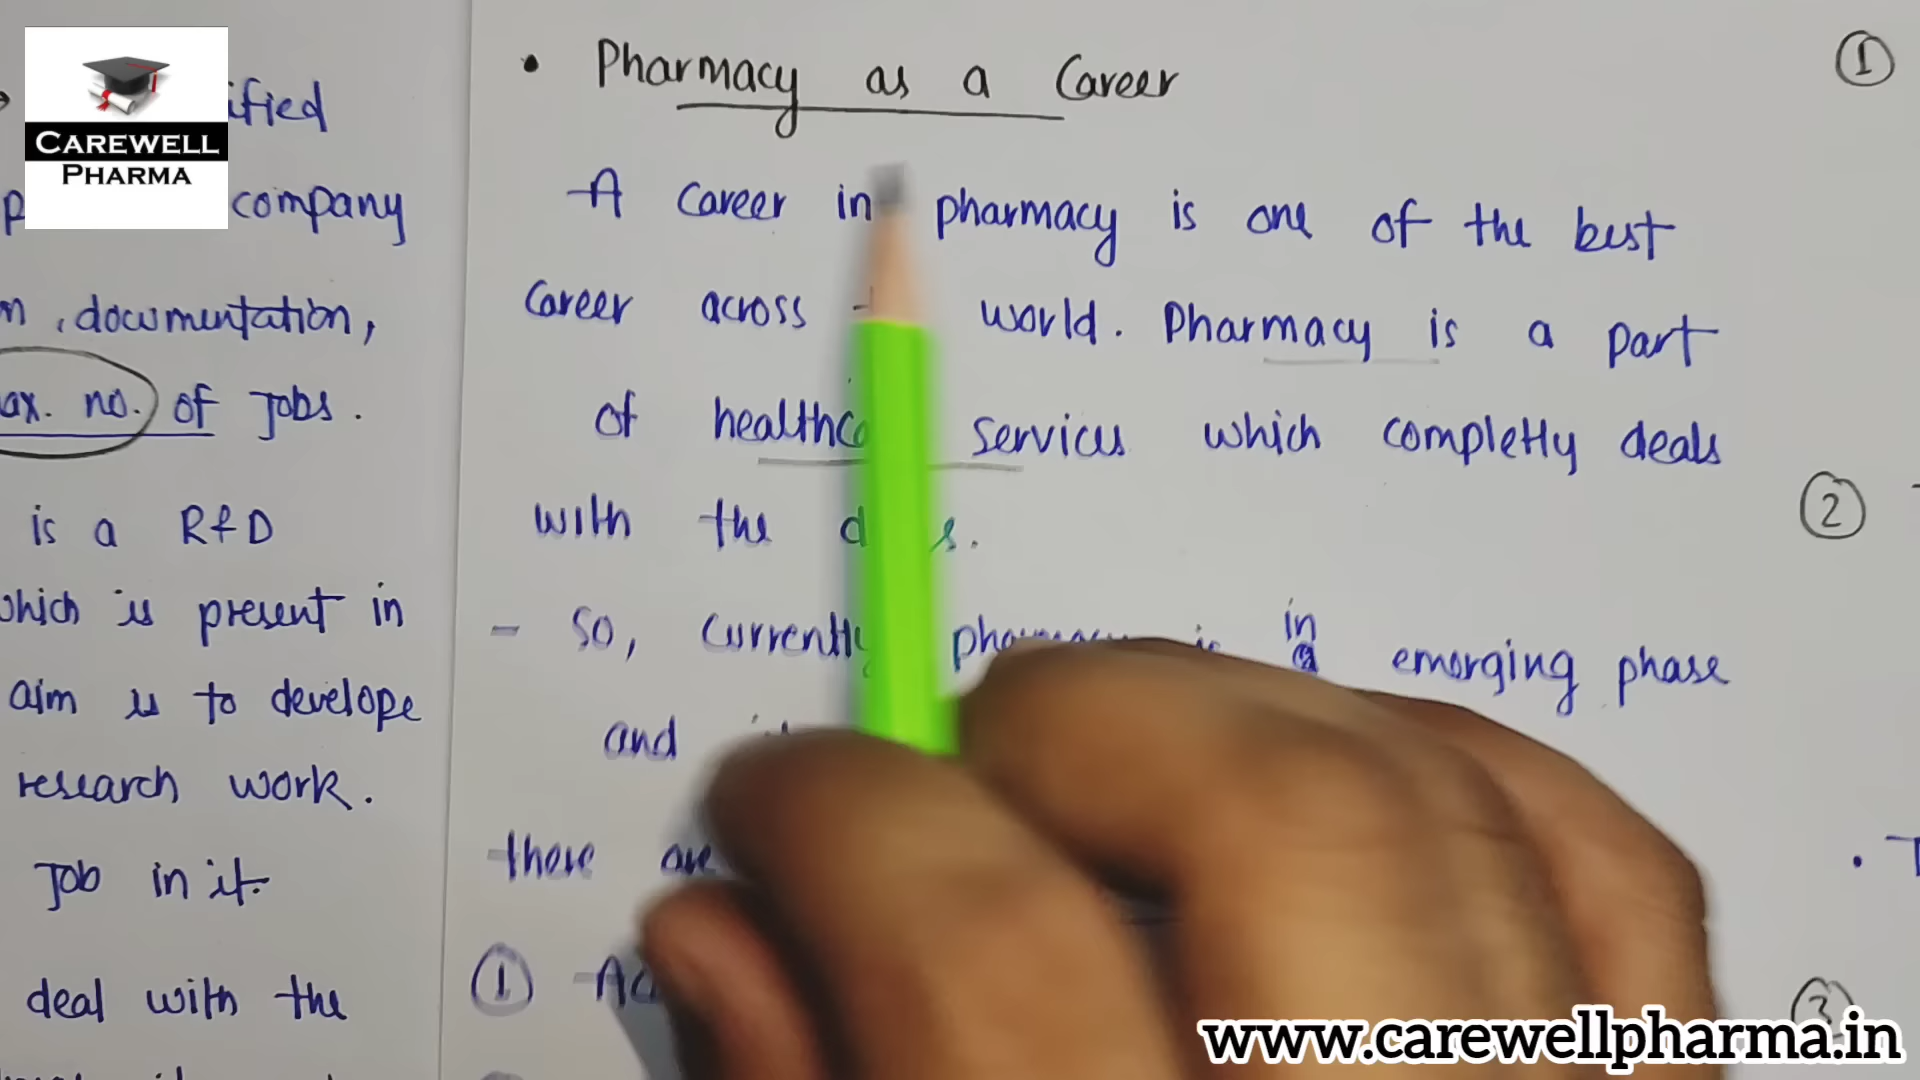 CAREWELL
PHARMA
ified
company
documentation,
no. of Jobs.
is a R&D
which is present in
aim is to develope
research work.
Job in it.
deal with the
• Pharmacy as a Career
A career in pharmacy is one of the best
career across world. Pharmacy is a part
of services which completly deals
with the
- So, currently is in emerging phase
and
there are
①
①
②
③
www.carewellpharma.in